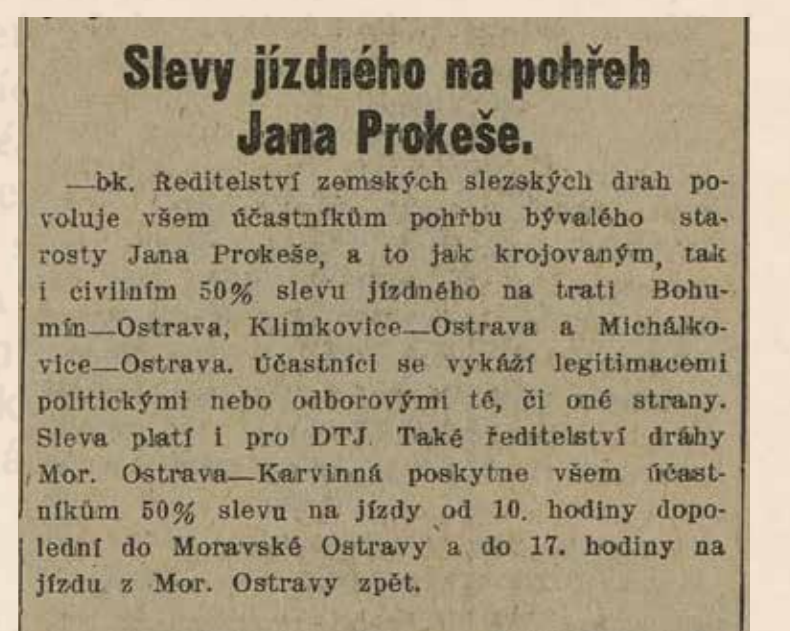 Slevy jízdného na pohřeb
Jana Prokeše.
—bk. Ředitelství zemských slezských drah po-
voluje všem účastníkům pohřbu bývalého sta-
rosty Jana Prokeše, a to jak krojovaným, tak
i civilním 50% slevu jízdného na trati Bohu-
mín—Ostrava, Klimkovice—Ostrava a Michálko-
vice—Ostrava. Účastníci se vykáží legitimacemi
politickými nebo odborovými té, či oné strany.
Sleva platí i pro DTJ. Také ředitelství dráhy
Mor. Ostrava—Karvinná poskytne všem účast-
níkům 50% slevu na jízdy od 10. hodiny dopo-
lední do Moravské Ostravy a do 17. hodiny na
jízdu z Mor. Ostravy zpět.